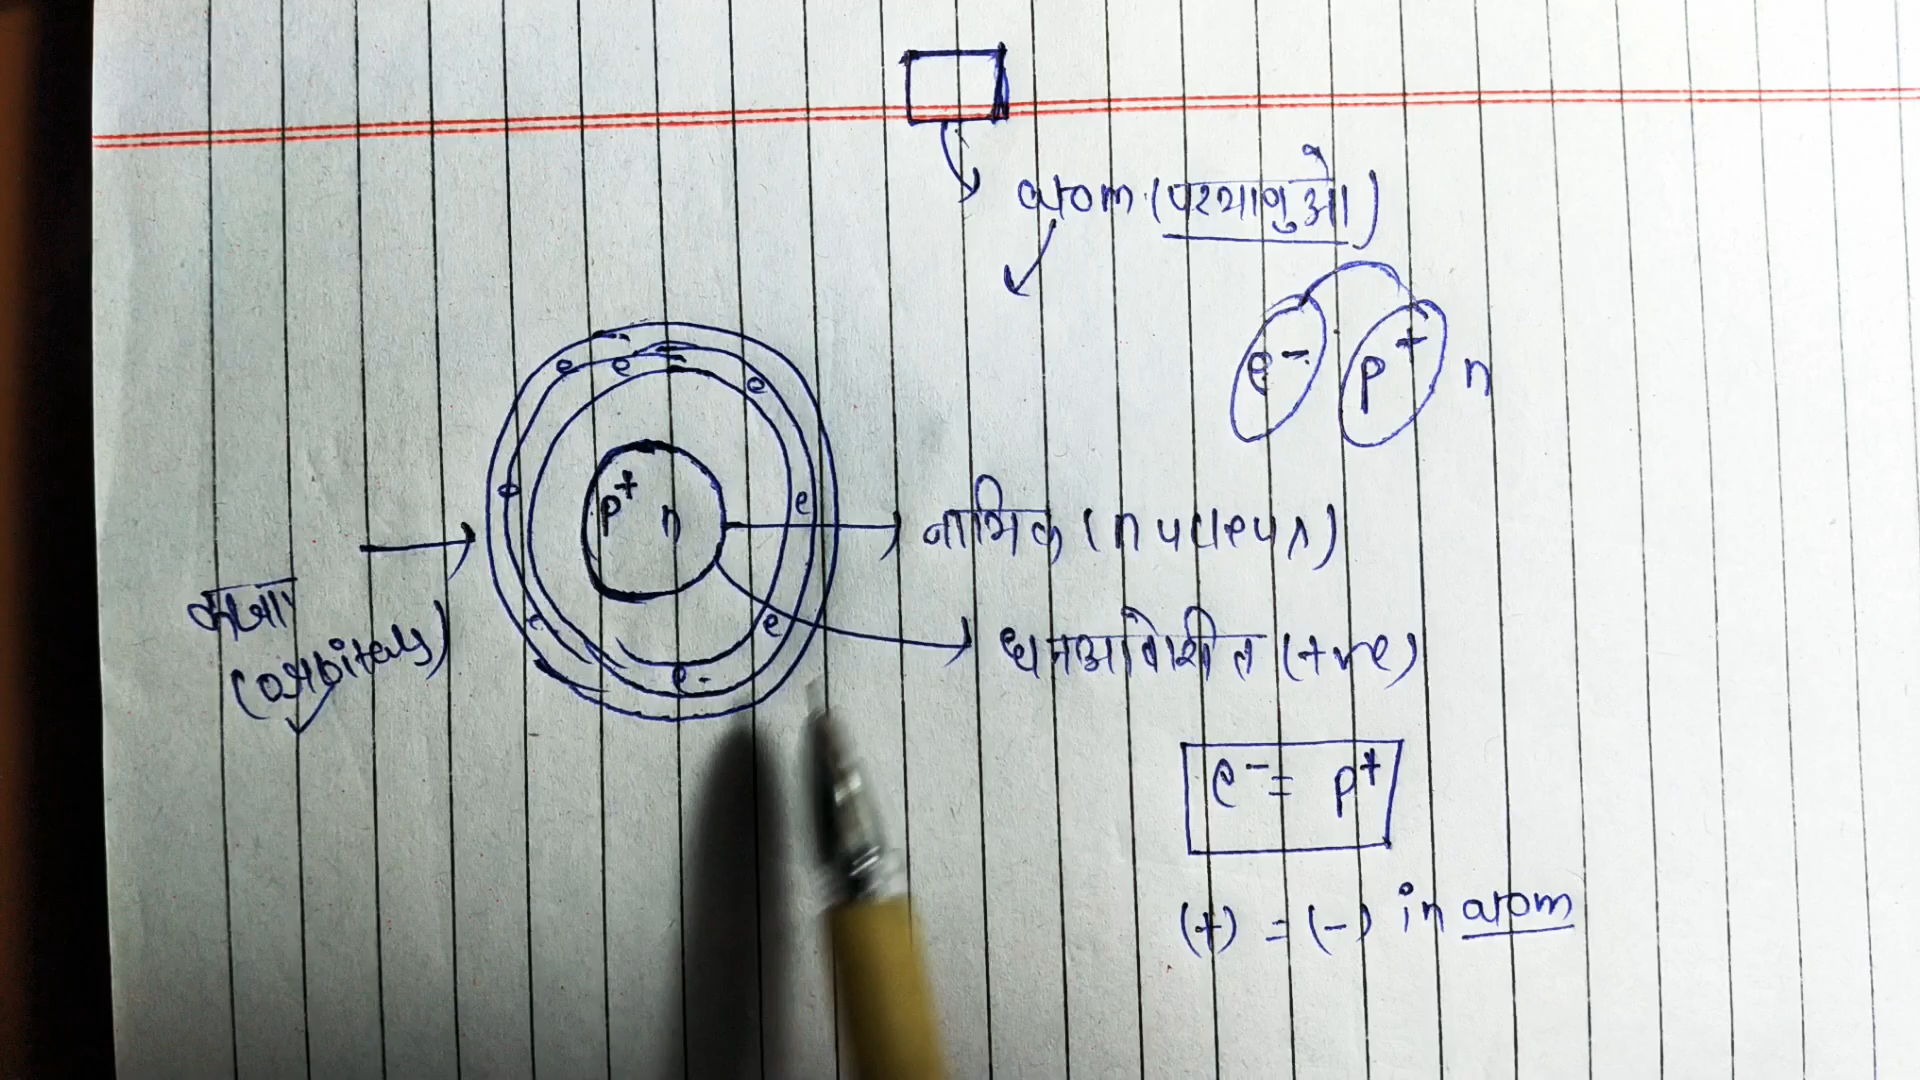 atom (परमाणुओं)
e⁻ p⁺ n
e e e
p⁺ n e
नाभिक (nucleus)
कक्षा
(orbitals)
e e
धनआवेशीत (+ve)
e-
e⁻ = p⁺
(+) = (-) in atom